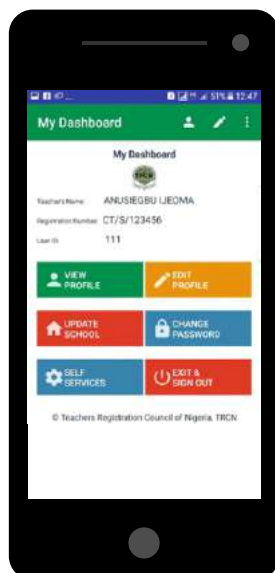 51% 12:47
My Dashboard
My Dashboard
TRCN
Teacher's Name: ANUSIEGBU IJEOMA
Registration Number: CT/S/123456
User ID: 111
VIEW PROFILE
EDIT PROFILE
UPDATE SCHOOL
CHANGE PASSWORD
SELF SERVICES
EXIT & SIGN OUT
© Teachers Registration Council of Nigeria, TRCN